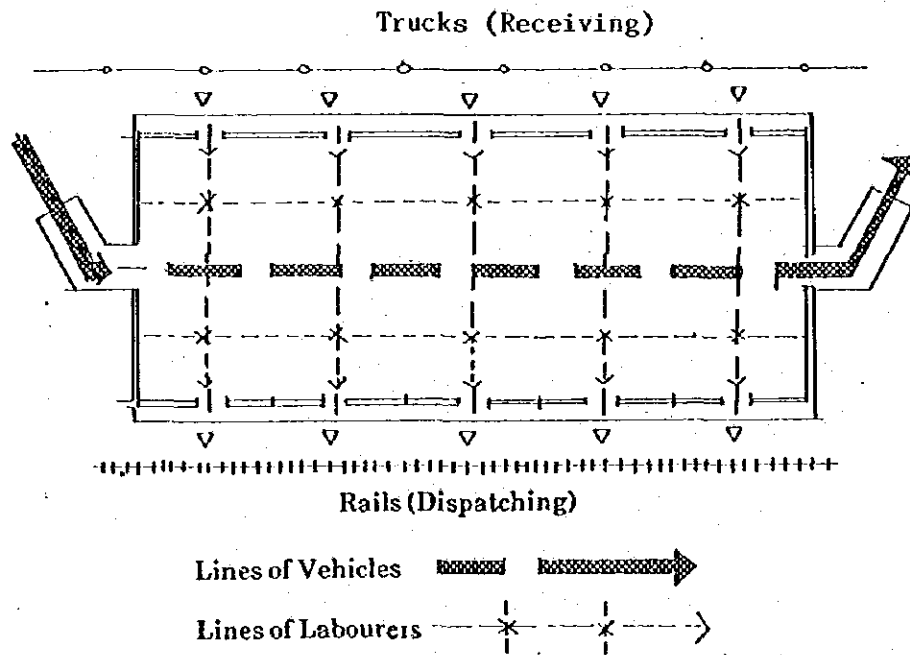 Trucks (Receiving)
Rails (Dispatching)
Lines of Vehicles
Lines of Labourers